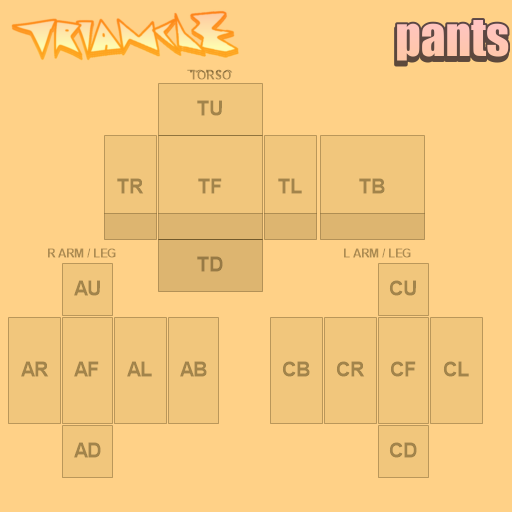 TRIANGLE
pants
TORSO
TU
TR TF TL TB
TD
R ARM / LEG L ARM / LEG
AU CU
AR AF AL AB CB CR CF CL
AD CD